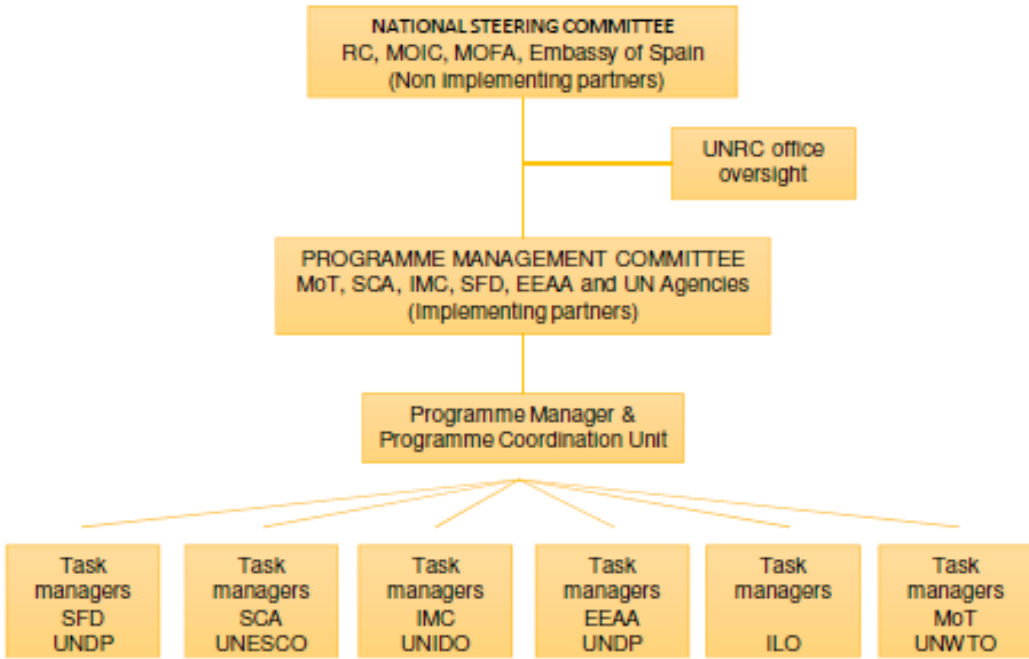 NATIONAL STEERING COMMITTEE
RC, MOIC, MOFA, Embassy of Spain
(Non implementing partners)
UNRC office
oversight
PROGRAMME MANAGEMENT COMMITTEE
MoT, SCA, IMC, SFD, EEAA and UN Agencies
(Implementing partners)
Programme Manager &
Programme Coordination Unit
Task
managers
SFD
UNDP
Task
managers
SCA
UNESCO
Task
managers
IMC
UNIDO
Task
managers
EEAA
UNDP
Task
managers
ILO
Task
managers
MoT
UNWTO